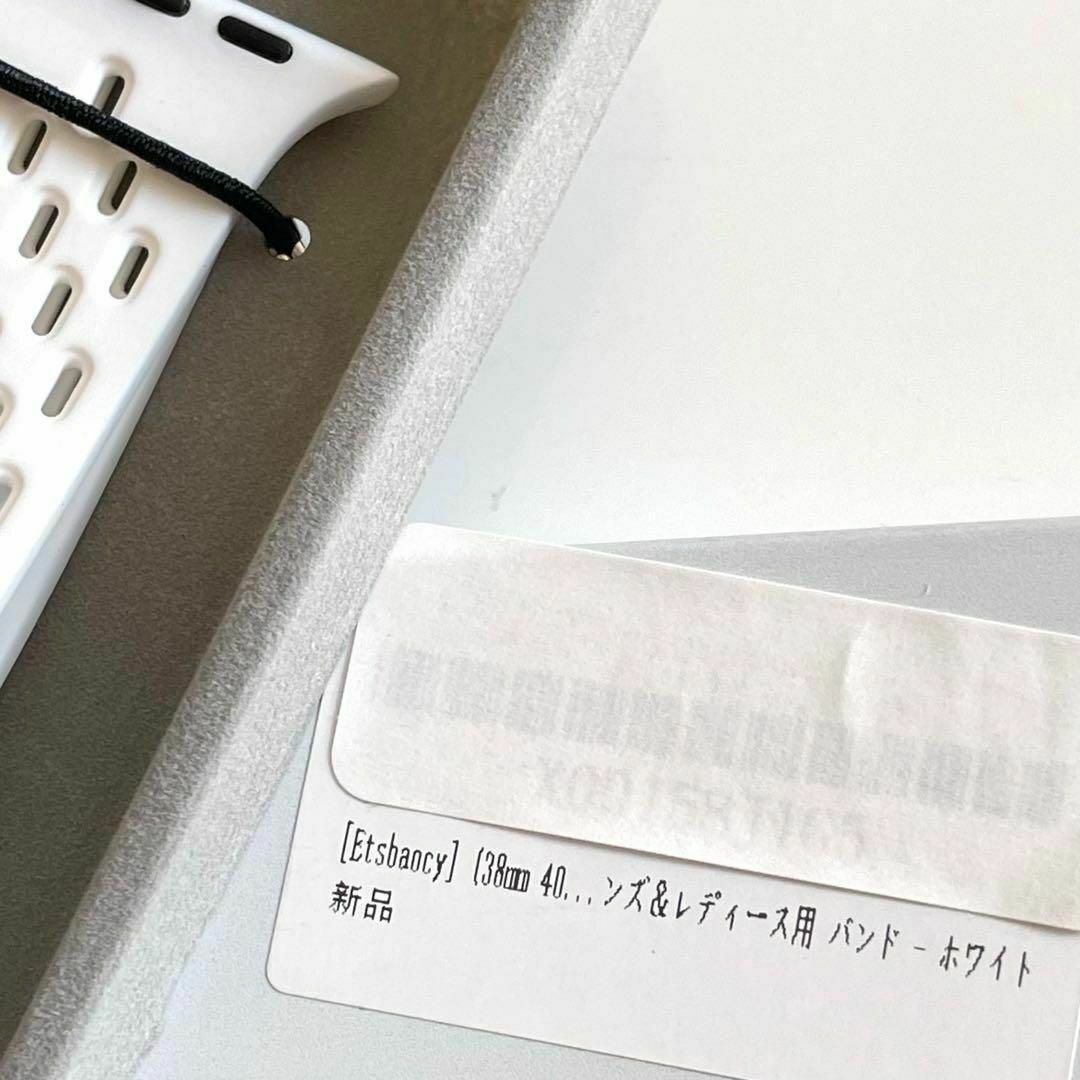 [Etsbaocy] (38mm 40...ンズ&レディース用 バンド - ホワイト
新品